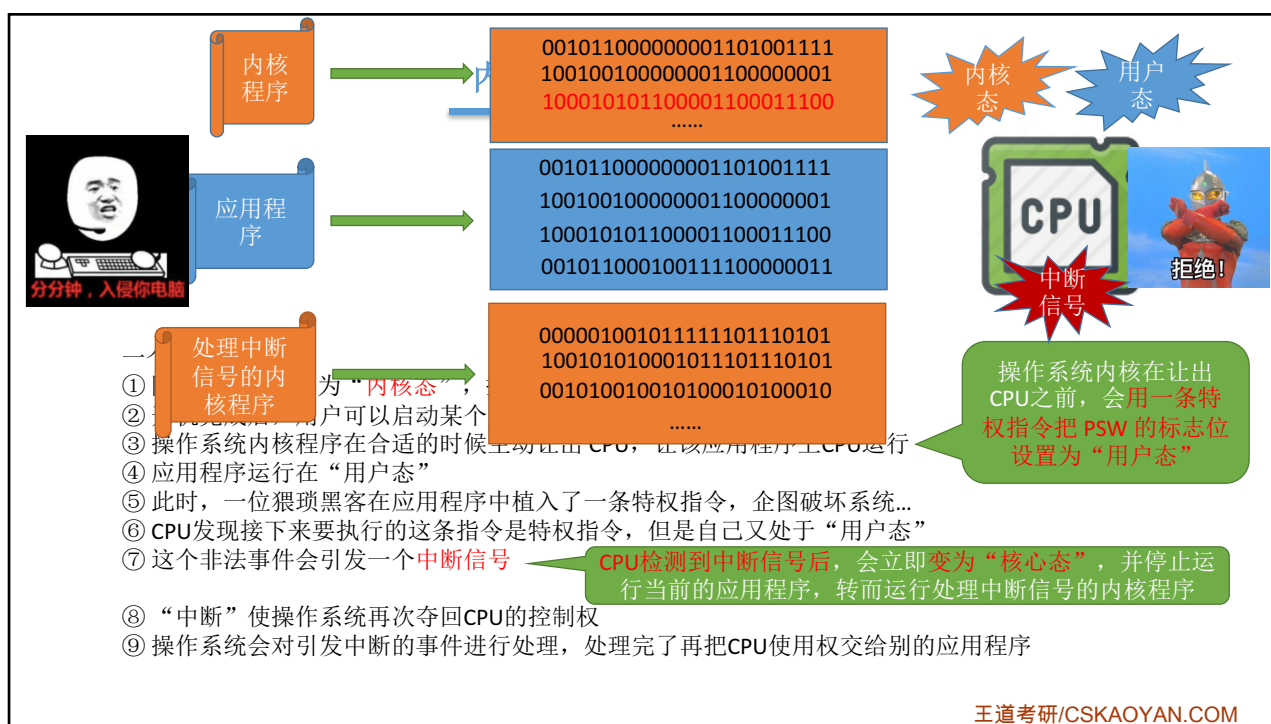 内核
程序
001011000000001101001111
100100100000001100000001
100010101100001100011100
……
内核
态
用户
态
应用程
序
001011000000001101001111
100100100000001100000001
100010101100001100011100
001011000100111100000011
分分钟，入侵你电脑
CPU
拒绝！
中断
信号
处理中断
信号的内
核程序
000001001011111101110101
100101010001011101110101
001010010010100010100010
……
①
为“内核态”，
②
用户可以启动某个
③ 操作系统内核程序在合适的时候主动让出 CPU，让该应用程序上CPU运行
操作系统内核在让出
CPU之前，会用一条特
权指令把 PSW 的标志位
设置为“用户态”
④ 应用程序运行在“用户态”
⑤ 此时，一位猥琐黑客在应用程序中植入了一条特权指令，企图破坏系统…
⑥ CPU发现接下来要执行的这条指令是特权指令，但是自己又处于“用户态”
⑦ 这个非法事件会引发一个中断信号
CPU检测到中断信号后，会立即变为“核心态”，并停止运
行当前的应用程序，转而运行处理中断信号的内核程序
⑧ “中断”使操作系统再次夺回CPU的控制权
⑨ 操作系统会对引发中断的事件进行处理，处理完了再把CPU使用权交给别的应用程序
王道考研/CSKAOYAN.COM